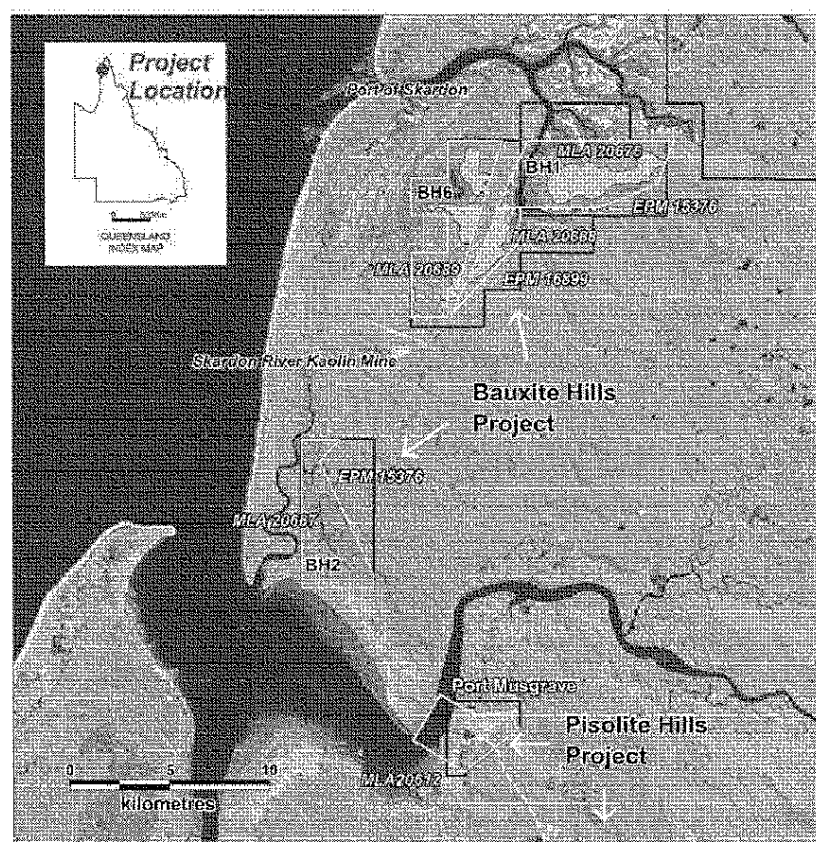 Project
Location
QUEENSLAND
INDEX MAP
Port of Skardon
MLA 20676
BH1
BH6
EPM 15376
MLA 20688
MLA 20689
EPM 16899
Skardon River Kaolin Mine
Bauxite Hills
Project
EPM 15376
MLA 20687
BH2
Port Musgrave
Pisolite Hills
Project
MLA20612
0 5 10
kilometres